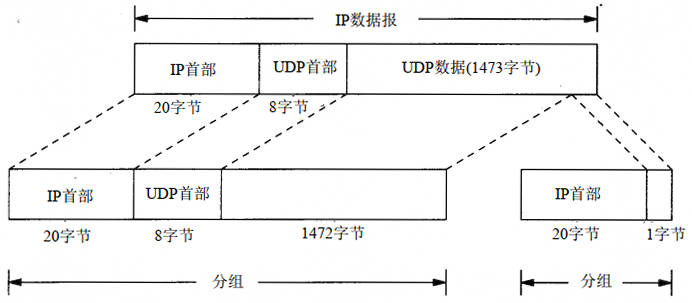 IP数据报
IP首部 UDP首部 UDP数据(1473字节)
20字节 8字节
IP首部 UDP首部 IP首部
20字节 8字节 1472字节 20字节 1字节
分组 分组